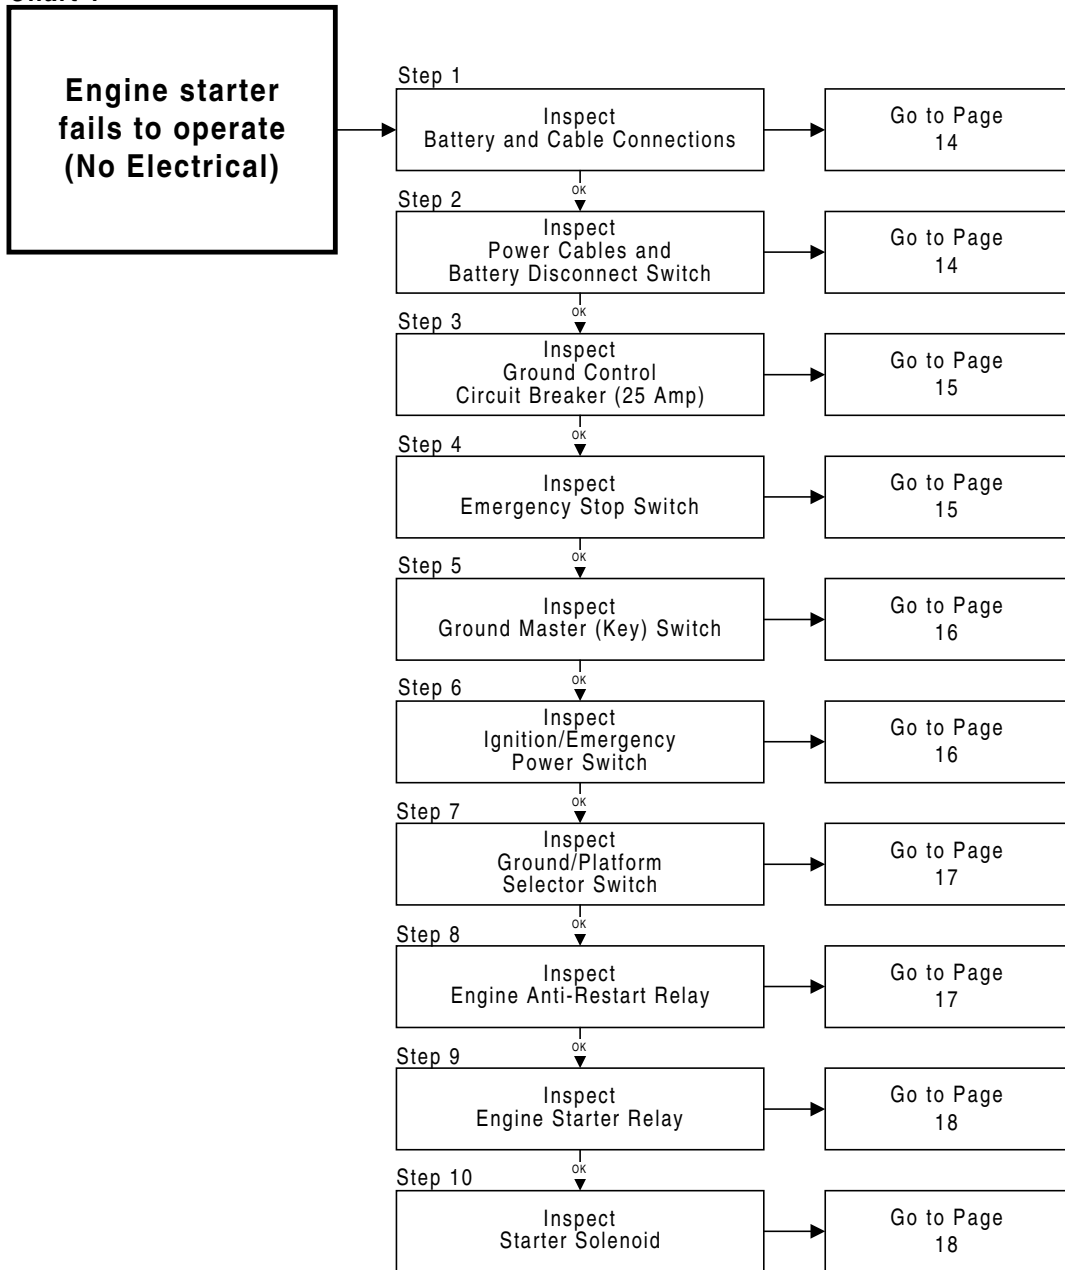 Engine starter
fails to operate
(No Electrical)
Step 1
Inspect
Battery and Cable Connections
Go to Page
14
OK
Step 2
Inspect
Power Cables and
Battery Disconnect Switch
Go to Page
14
OK
Step 3
Inspect
Ground Control
Circuit Breaker (25 Amp)
Go to Page
15
OK
Step 4
Inspect
Emergency Stop Switch
Go to Page
15
OK
Step 5
Inspect
Ground Master (Key) Switch
Go to Page
16
OK
Step 6
Inspect
Ignition/Emergency
Power Switch
Go to Page
16
OK
Step 7
Inspect
Ground/Platform
Selector Switch
Go to Page
17
OK
Step 8
Inspect
Engine Anti-Restart Relay
Go to Page
17
OK
Step 9
Inspect
Engine Starter Relay
Go to Page
18
OK
Step 10
Inspect
Starter Solenoid
Go to Page
18